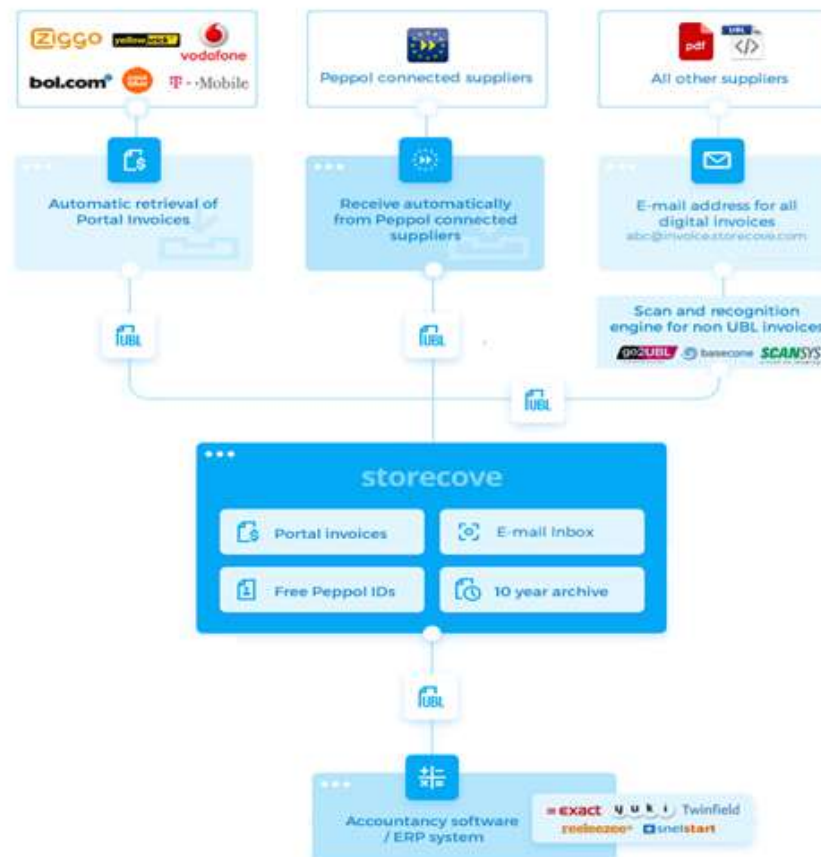 Ziggo
yellowbrick
vodafone
bol.com
T··Mobile
Peppol connected suppliers
pdf
UBL
</>
All other suppliers
Automatic retrieval of
Portal Invoices
Receive automatically
from Peppol connected
suppliers
E-mail address for all
digital invoices
abc@invoice.storecove.com
Scan and recognition
engine for non UBL invoices
go2UBL
basecone
SCANSYS
UBL
UBL
UBL
storecove
Portal invoices
E-mail Inbox
Free Peppol IDs
10 year archive
UBL
Accountancy software
/ ERP system
= exact
yuki
Twinfield
reeleezee
snelstart